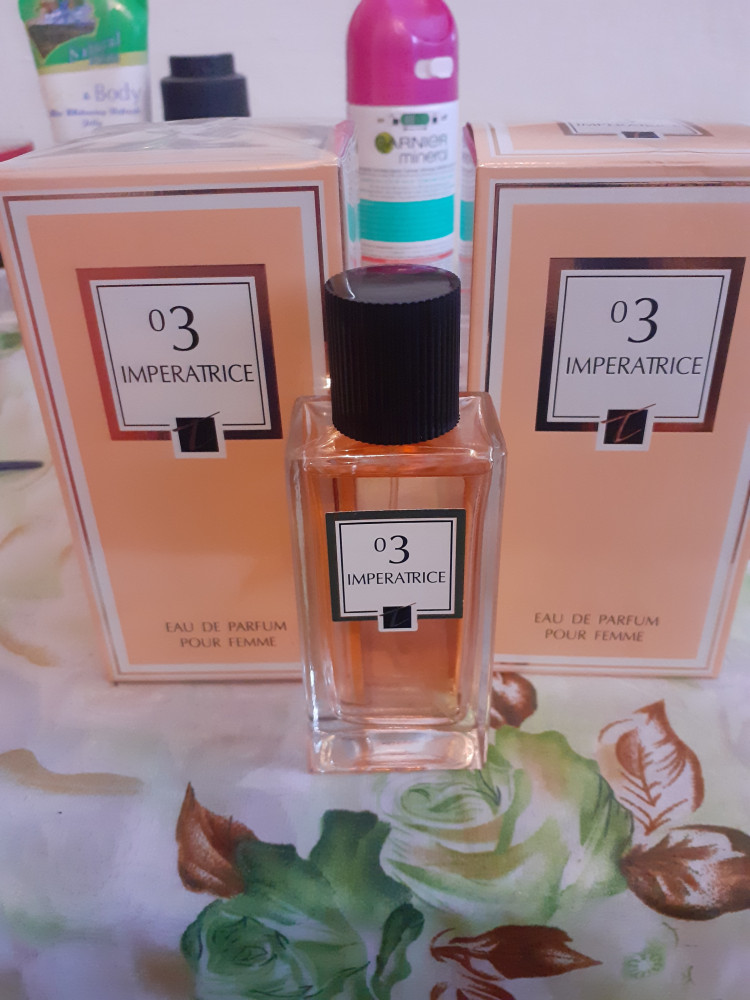 Natural
& Body
GARNIER
mineral
IMPERATRICE
03
IMPERATRICE
EAU DE PARFUM
POUR FEMME
03
IMPERATRICE
03
IMPERATRICE
EAU DE PARFUM
POUR FEMME